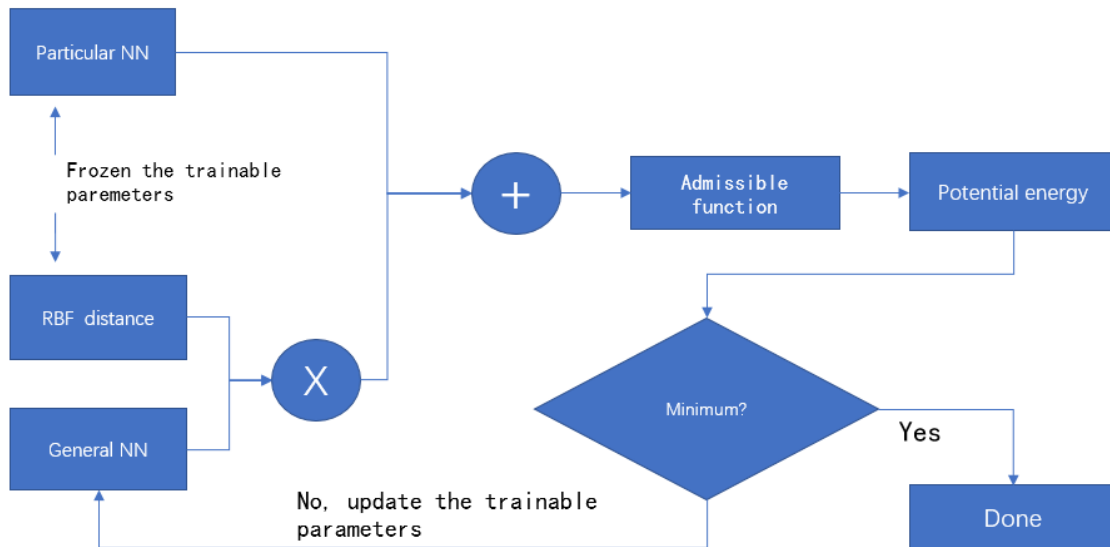 Particular NN
Frozen the trainable
paremeters
+
Admissible
function
Potential energy
RBF distance
X
General NN
Minimum?
Yes
No, update the trainable
parameters
Done